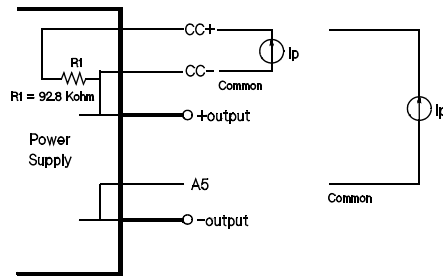 CC+
Ip
R1
CC-
R1 = 92.8 Kohm
Common
Ip
+output
Power
Supply
A5
Common
-output